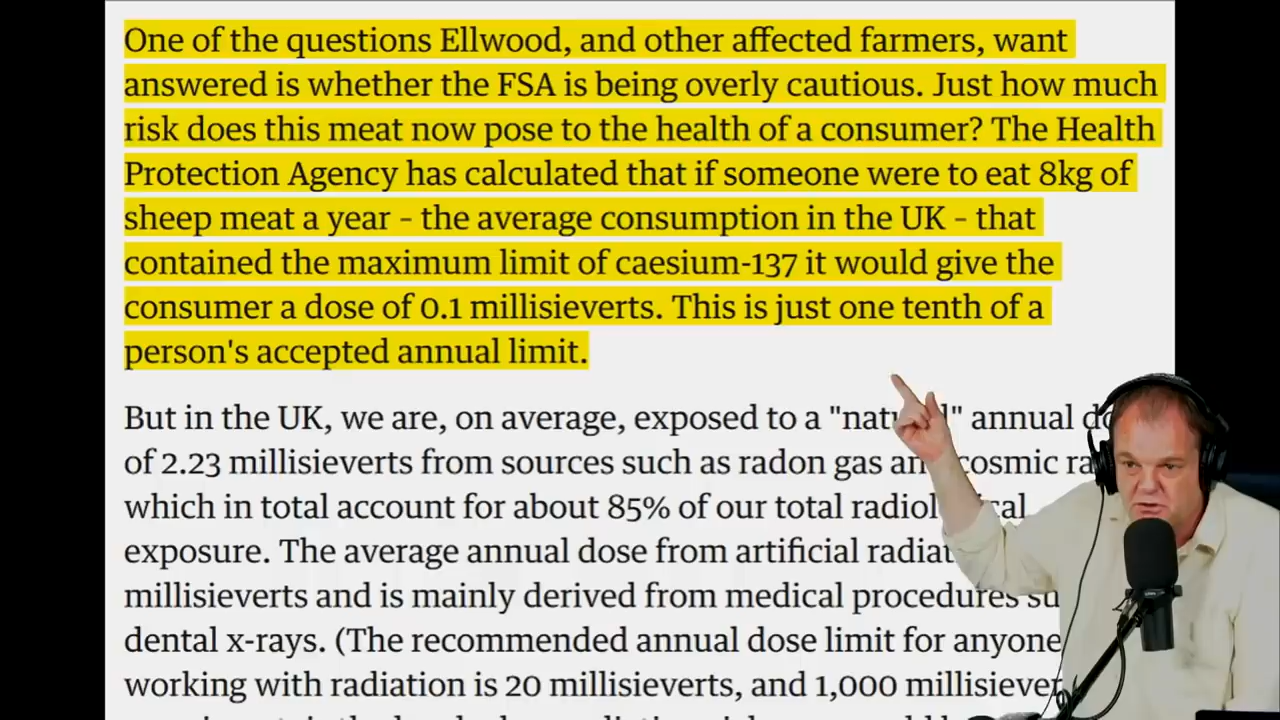 One of the questions Ellwood, and other affected farmers, want
answered is whether the FSA is being overly cautious. Just how much
risk does this meat now pose to the health of a consumer? The Health
Protection Agency has calculated that if someone were to eat 8kg of
sheep meat a year – the average consumption in the UK – that
contained the maximum limit of caesium-137 it would give the
consumer a dose of 0.1 millisieverts. This is just one tenth of a
person's accepted annual limit.
But in the UK, we are, on average, exposed to a "natural" annual
of 2.23 millisieverts from sources such as radon gas and cosmic
which in total account for about 85% of our total radiological
exposure. The average annual dose from artificial
millisieverts and is mainly derived from medical procedures
dental x-rays. (The recommended annual dose limit for anyone
working with radiation is 20 millisieverts, and 1,000